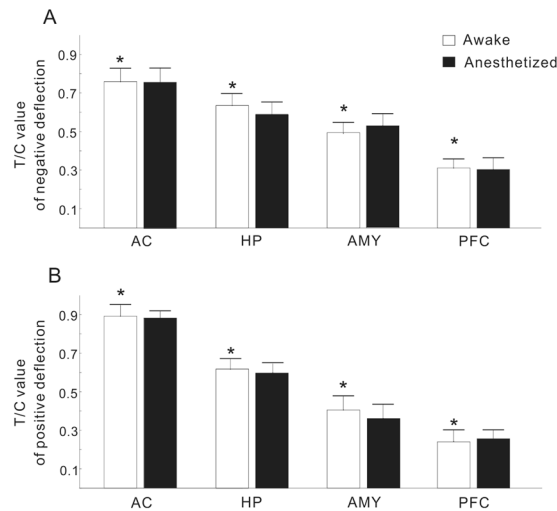 A
Awake
Anesthetized
T/C value
of negative deflection
0.9
0.7
0.5
0.3
0.1
*
*
*
*
AC HP AMY PFC
B
T/C value
of positive deflection
0.9
0.7
0.5
0.3
0.1
*
*
*
*
AC HP AMY PFC